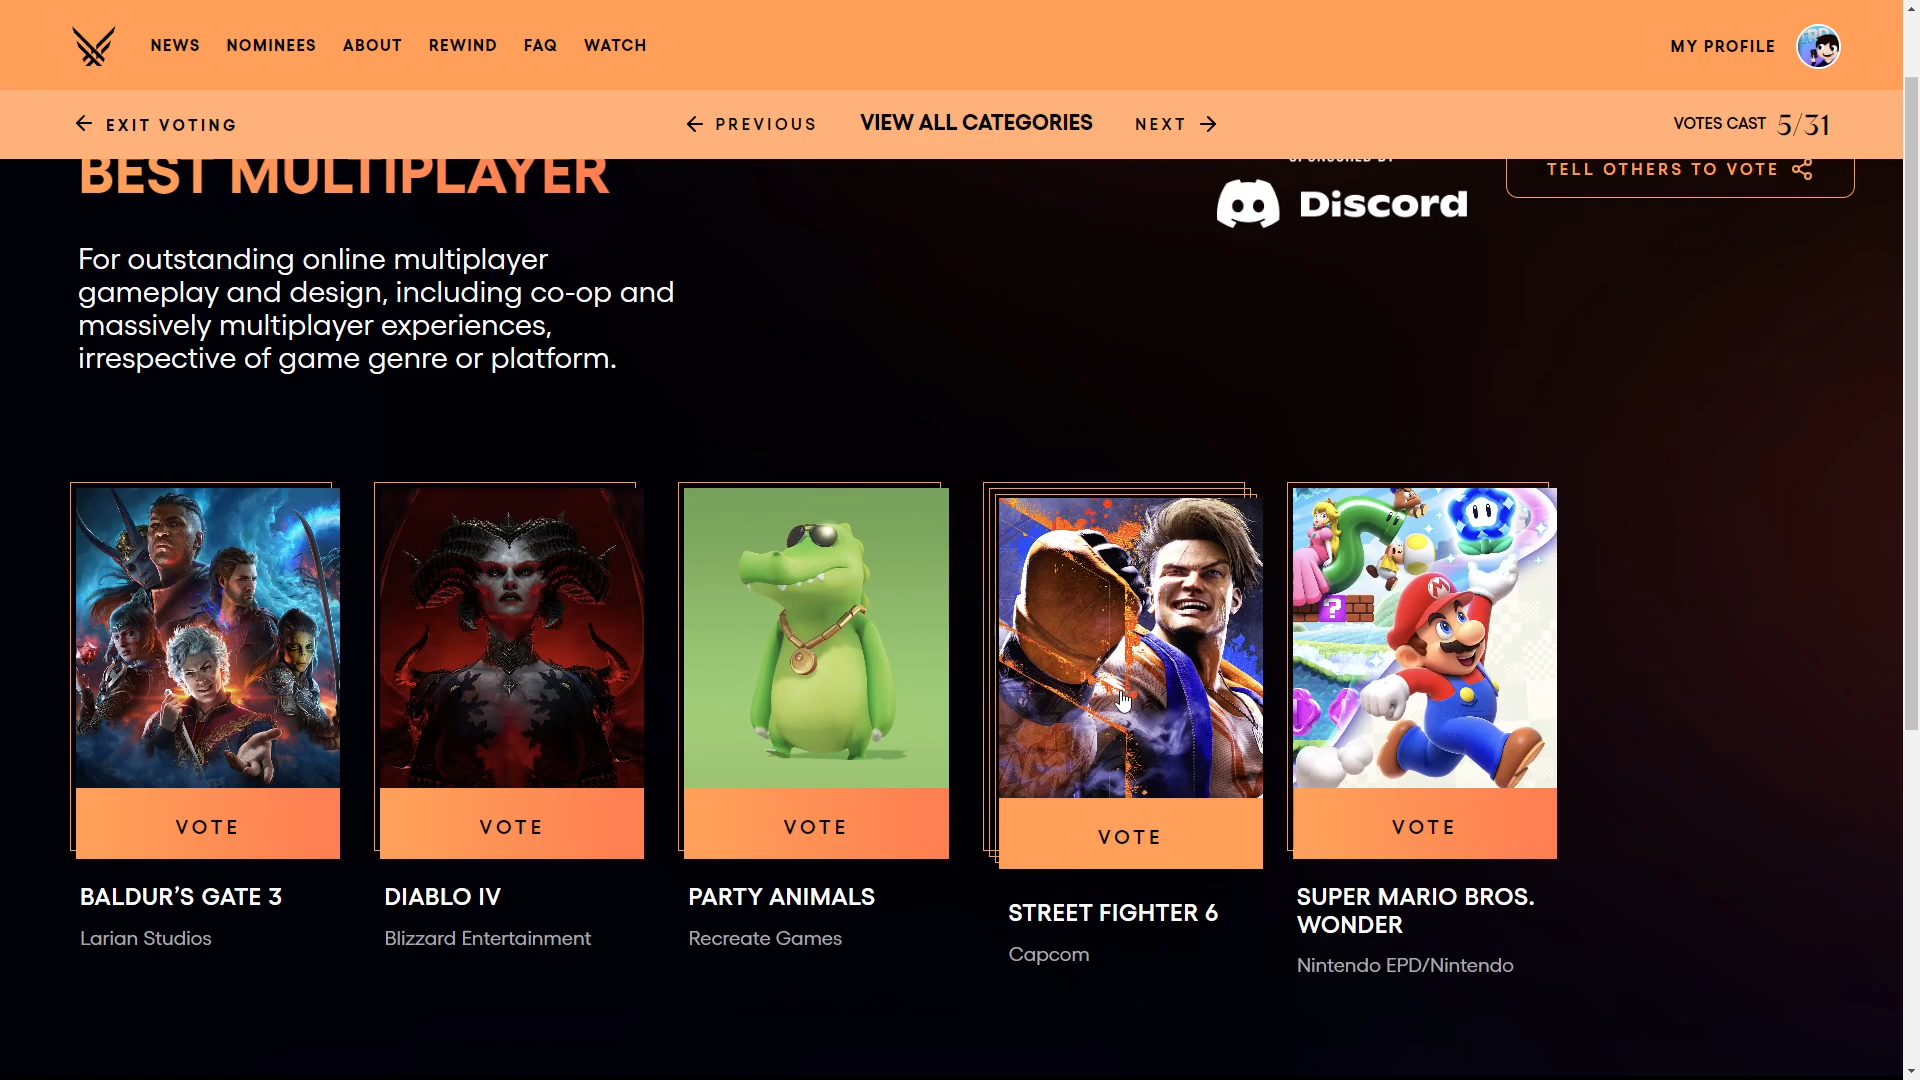 NEWS NOMINEES ABOUT REWIND FAQ WATCH MY PROFILE
EXIT VOTING PREVIOUS VIEW ALL CATEGORIES NEXT VOTES CAST 5/31
BEST MULTIPLAYER
SPONSORED BY
Discord
TELL OTHERS TO VOTE
For outstanding online multiplayer
gameplay and design, including co-op and
massively multiplayer experiences,
irrespective of game genre or platform.
VOTE VOTE VOTE VOTE VOTE
BALDUR’S GATE 3
Larian Studios
DIABLO IV
Blizzard Entertainment
PARTY ANIMALS
Recreate Games
STREET FIGHTER 6
Capcom
SUPER MARIO BROS.
WONDER
Nintendo EPD/Nintendo